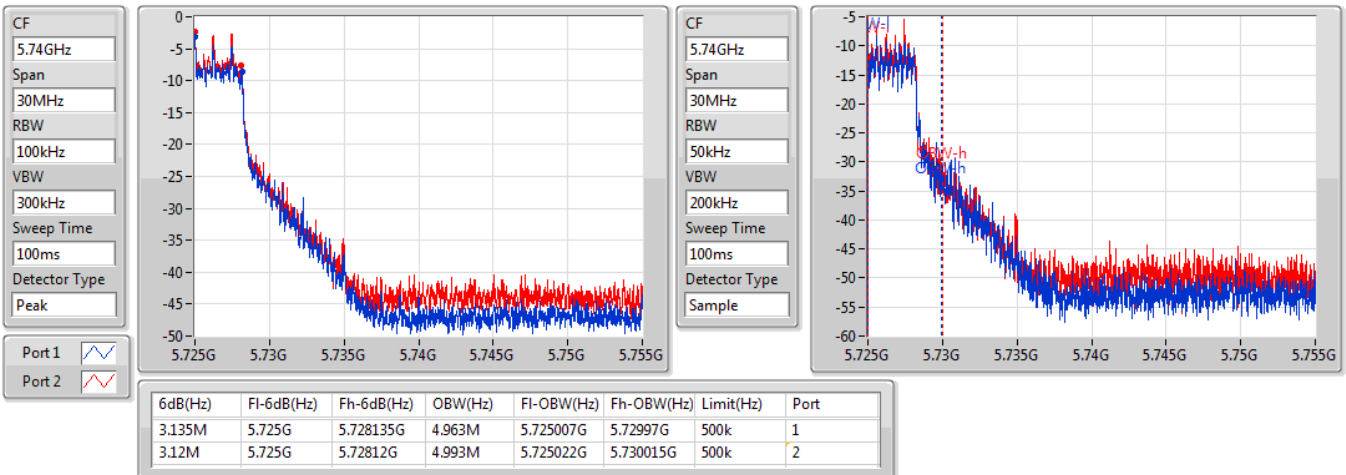 CF
5.74GHz
Span
30MHz
RBW
100kHz
VBW
300kHz
Sweep Time
100ms
Detector Type
Peak
Port 1
Port 2
0
-5
-10
-15
-20
-25
-30
-35
-40
-45
-50
5.725G 5.73G 5.735G 5.74G 5.745G 5.75G 5.755G
CF
5.74GHz
Span
30MHz
RBW
50kHz
VBW
200kHz
Sweep Time
100ms
Detector Type
Sample
-5
-10
-15
-20
-25
-30
-35
-40
-45
-50
-55
-60
OBW-h
5.725G 5.73G 5.735G 5.74G 5.745G 5.75G 5.755G
6dB(Hz) Fl-6dB(Hz) Fh-6dB(Hz) OBW(Hz) Fl-OBW(Hz) Fh-OBW(Hz) Limit(Hz) Port
3.135M 5.725G 5.728135G 4.963M 5.725007G 5.72997G 500k 1
3.12M 5.725G 5.72812G 4.993M 5.725022G 5.730015G 500k 2